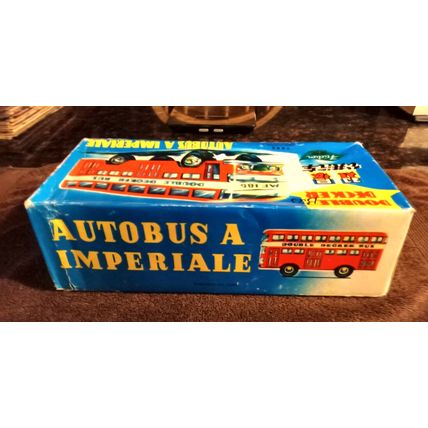 AUTOBUS A IMPERIALE
DOUBLE DECKER BUS
DOUBLE
DECKER
AUTOBUS A
IMPERIALE
DOUBLE DECKER BUS